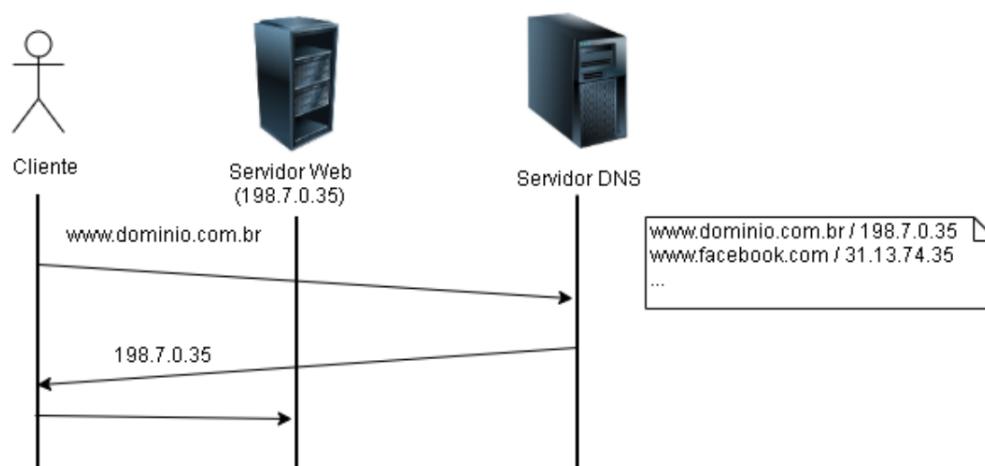 Cliente
Servidor Web
(198.7.0.35)
Servidor DNS
www.dominio.com.br
www.dominio.com.br / 198.7.0.35
www.facebook.com / 31.13.74.35
...
198.7.0.35